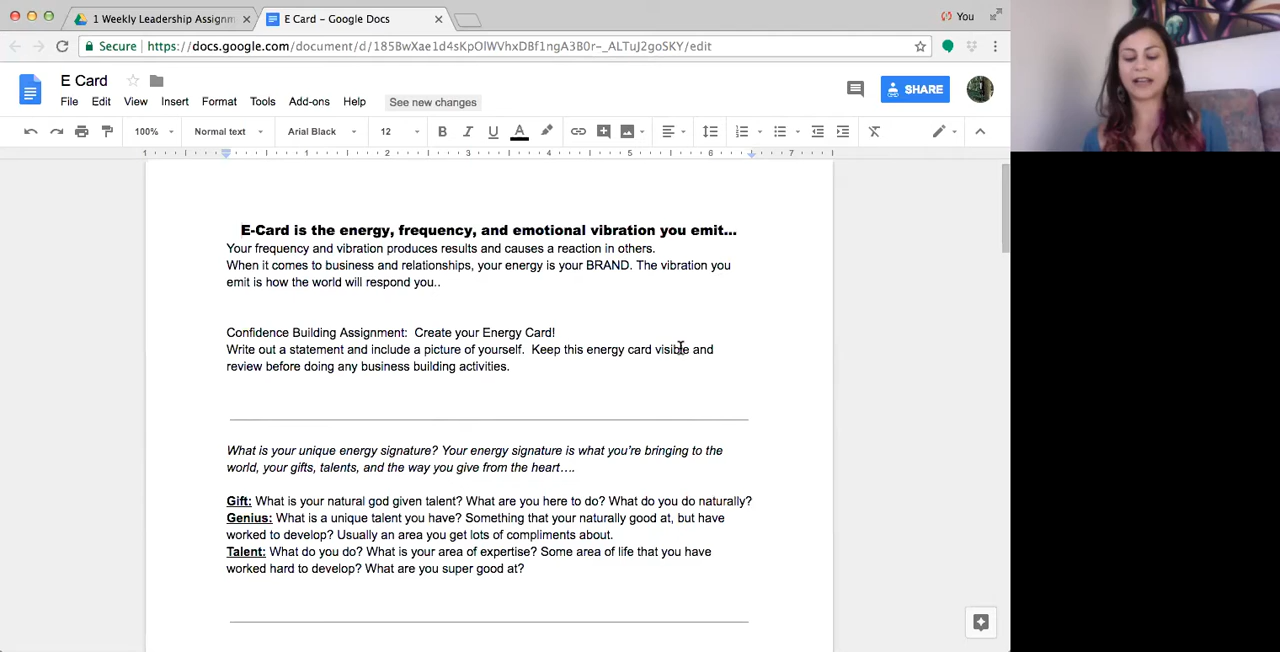 1 Weekly Leadership Assignm
E Card – Google Docs
You
Secure https://docs.google.com/document/d/185BwXae1d4sKpOlWVhxDBf1ngA3B0r-_ALTuJ2goSKY/edit
E Card
File Edit View Insert Format Tools Add-ons Help See new changes
SHARE
100% Normal text Arial Black 12 B I U A
1 1 2 3 4 5 6 7
E-Card is the energy, frequency, and emotional vibration you emit...
Your frequency and vibration produces results and causes a reaction in others.
When it comes to business and relationships, your energy is your BRAND. The vibration you
emit is how the world will respond you..
Confidence Building Assignment: Create your Energy Card!
Write out a statement and include a picture of yourself. Keep this energy card visible and
review before doing any business building activities.
What is your unique energy signature? Your energy signature is what you're bringing to the
world, your gifts, talents, and the way you give from the heart….
Gift: What is your natural god given talent? What are you here to do? What do you do naturally?
Genius: What is a unique talent you have? Something that your naturally good at, but have
worked to develop? Usually an area you get lots of compliments about.
Talent: What do you do? What is your area of expertise? Some area of life that you have
worked hard to develop? What are you super good at?